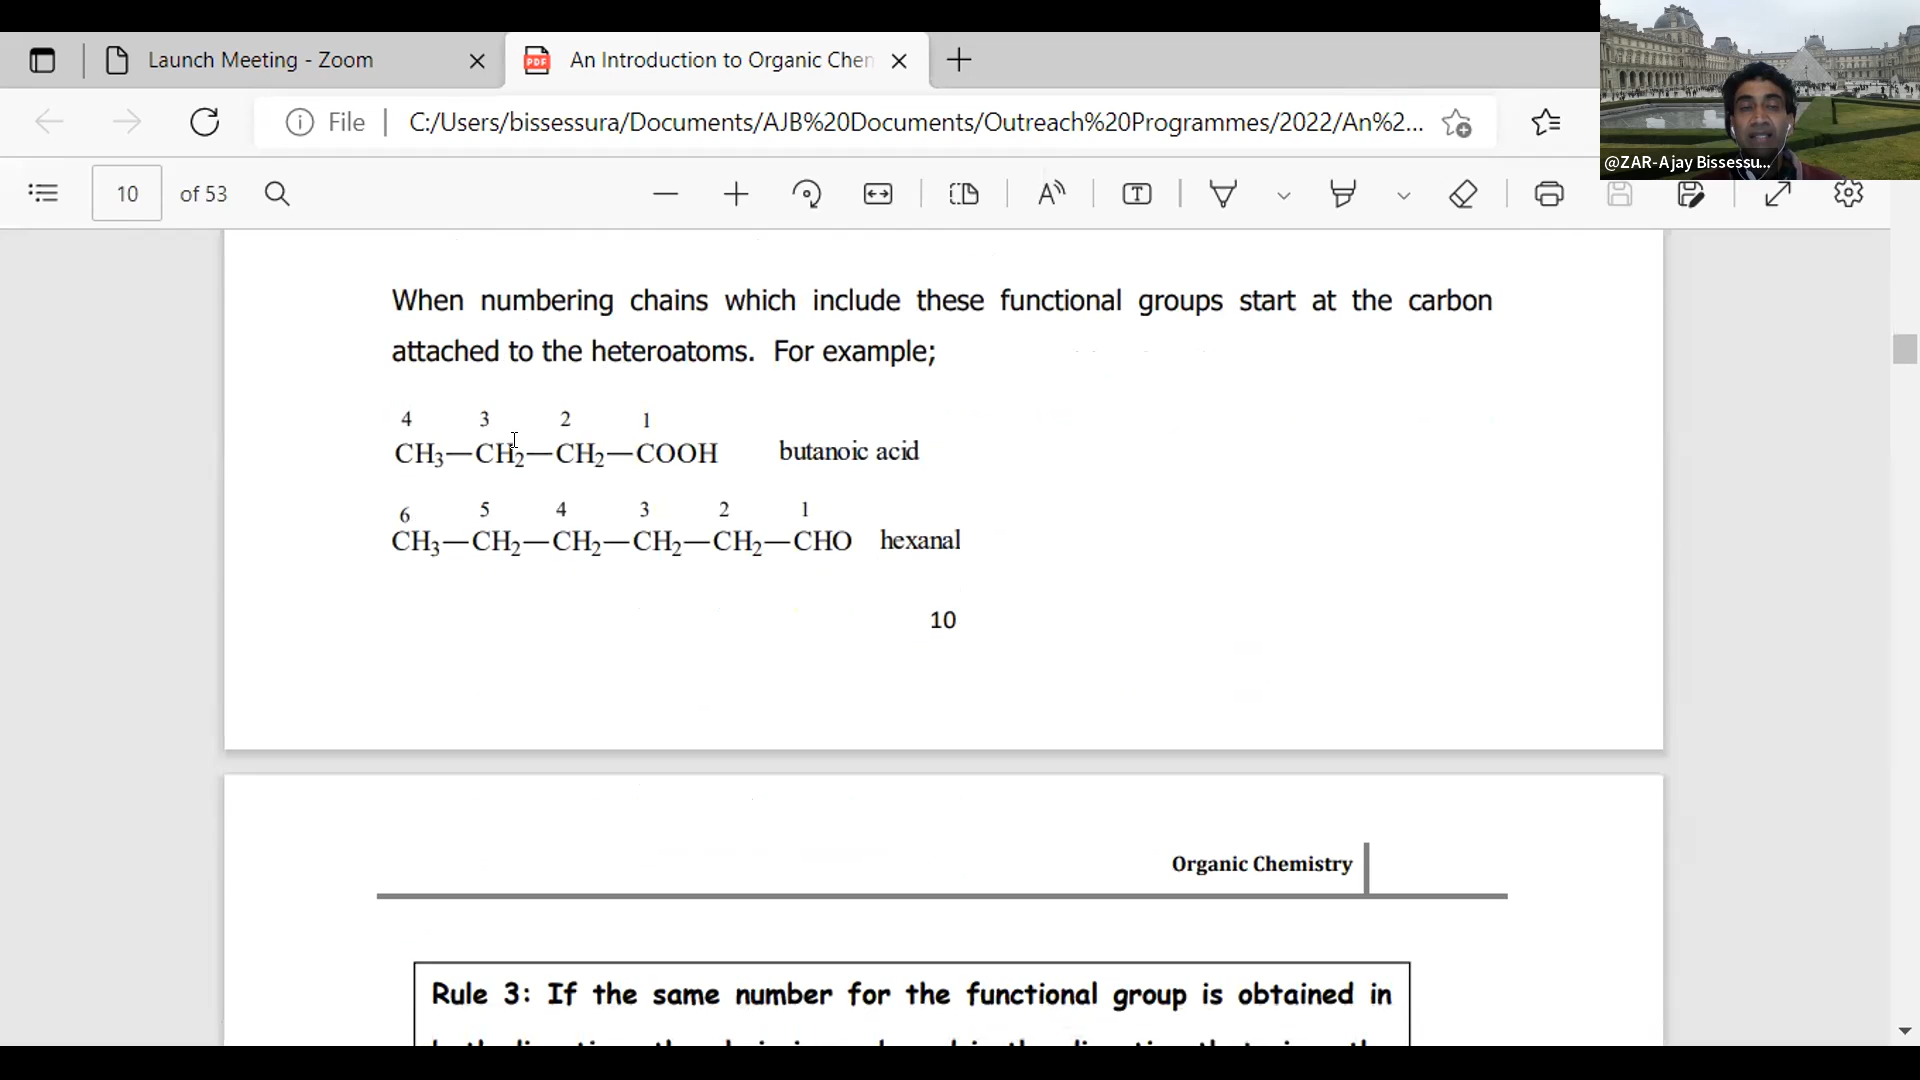 Launch Meeting - Zoom
An Introduction to Organic Chen
File
C:/Users/bissessura/Documents/AJB%20Documents/Outreach%20Programmes/2022/An%2...
@ZAR-Ajay Bissessu...
10 of 53
When numbering chains which include these functional groups start at the carbon
attached to the heteroatoms. For example;
4 3 2 1
CH₃—CH₂—CH₂—COOH butanoic acid
6 5 4 3 2 1
CH₃—CH₂—CH₂—CH₂—CH₂—CHO hexanal
10
Organic Chemistry
Rule 3: If the same number for the functional group is obtained in